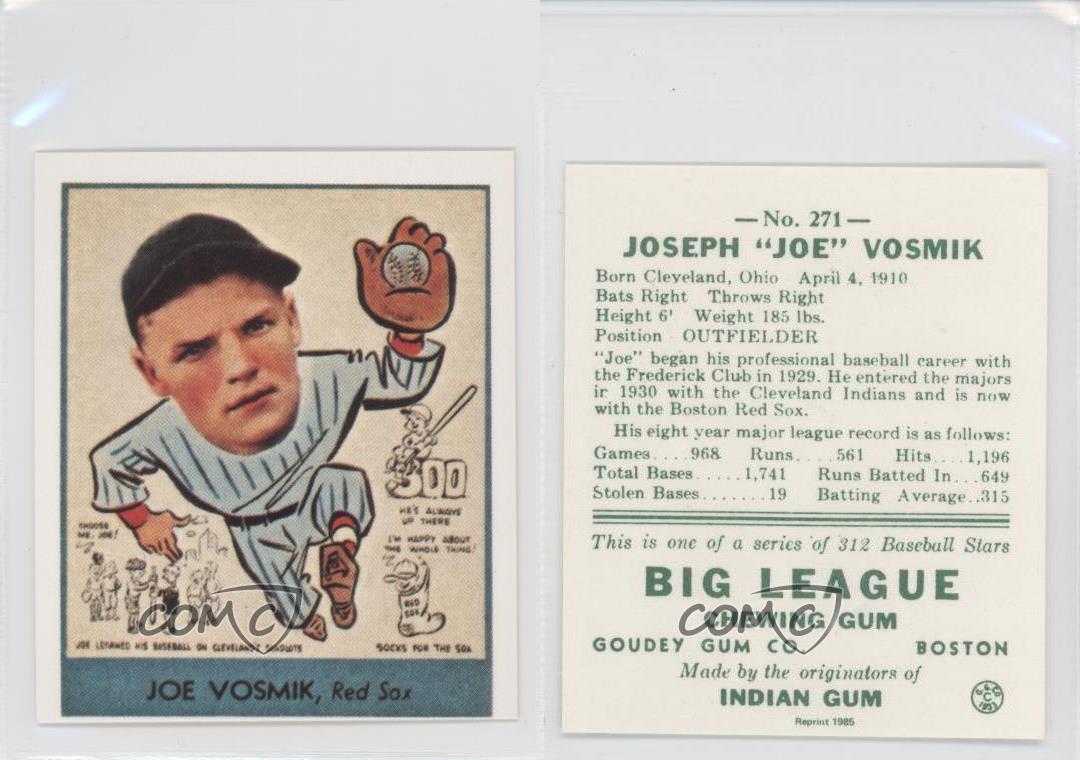 CHOOSE
ME, JOE!
300
HE'S ALWAYS
UP THERE
I'M HAPPY ABOUT
THE WHOLE THING!
RED
SOX
JOE LEARNED HIS BASEBALL ON CLEVELAND SANDLOTS
SOCKS FOR THE SOX
JOE VOSMIK, Red Sox
COMC
— No. 271 —
JOSEPH “JOE” VOSMIK
Born Cleveland, Ohio April 4, 1910
Bats Right Throws Right
Height 6' Weight 185 lbs.
Position - OUTFIELDER
“Joe” began his professional baseball career with
the Frederick Club in 1929. He entered the majors
ir 1930 with the Cleveland Indians and is now
with the Boston Red Sox.
His eight year major league record is as follows:
Games....968 Runs....561 Hits....1,196
Total Bases.....1,741 Runs Batted In...649
Stolen Bases.......19 Batting Average..315
This is one of a series of 312 Baseball Stars
BIG LEAGUE
CHEWING GUM
COMC
GOUDEY GUM CO. BOSTON
Made by the originators of
INDIAN GUM
Reprint 1985